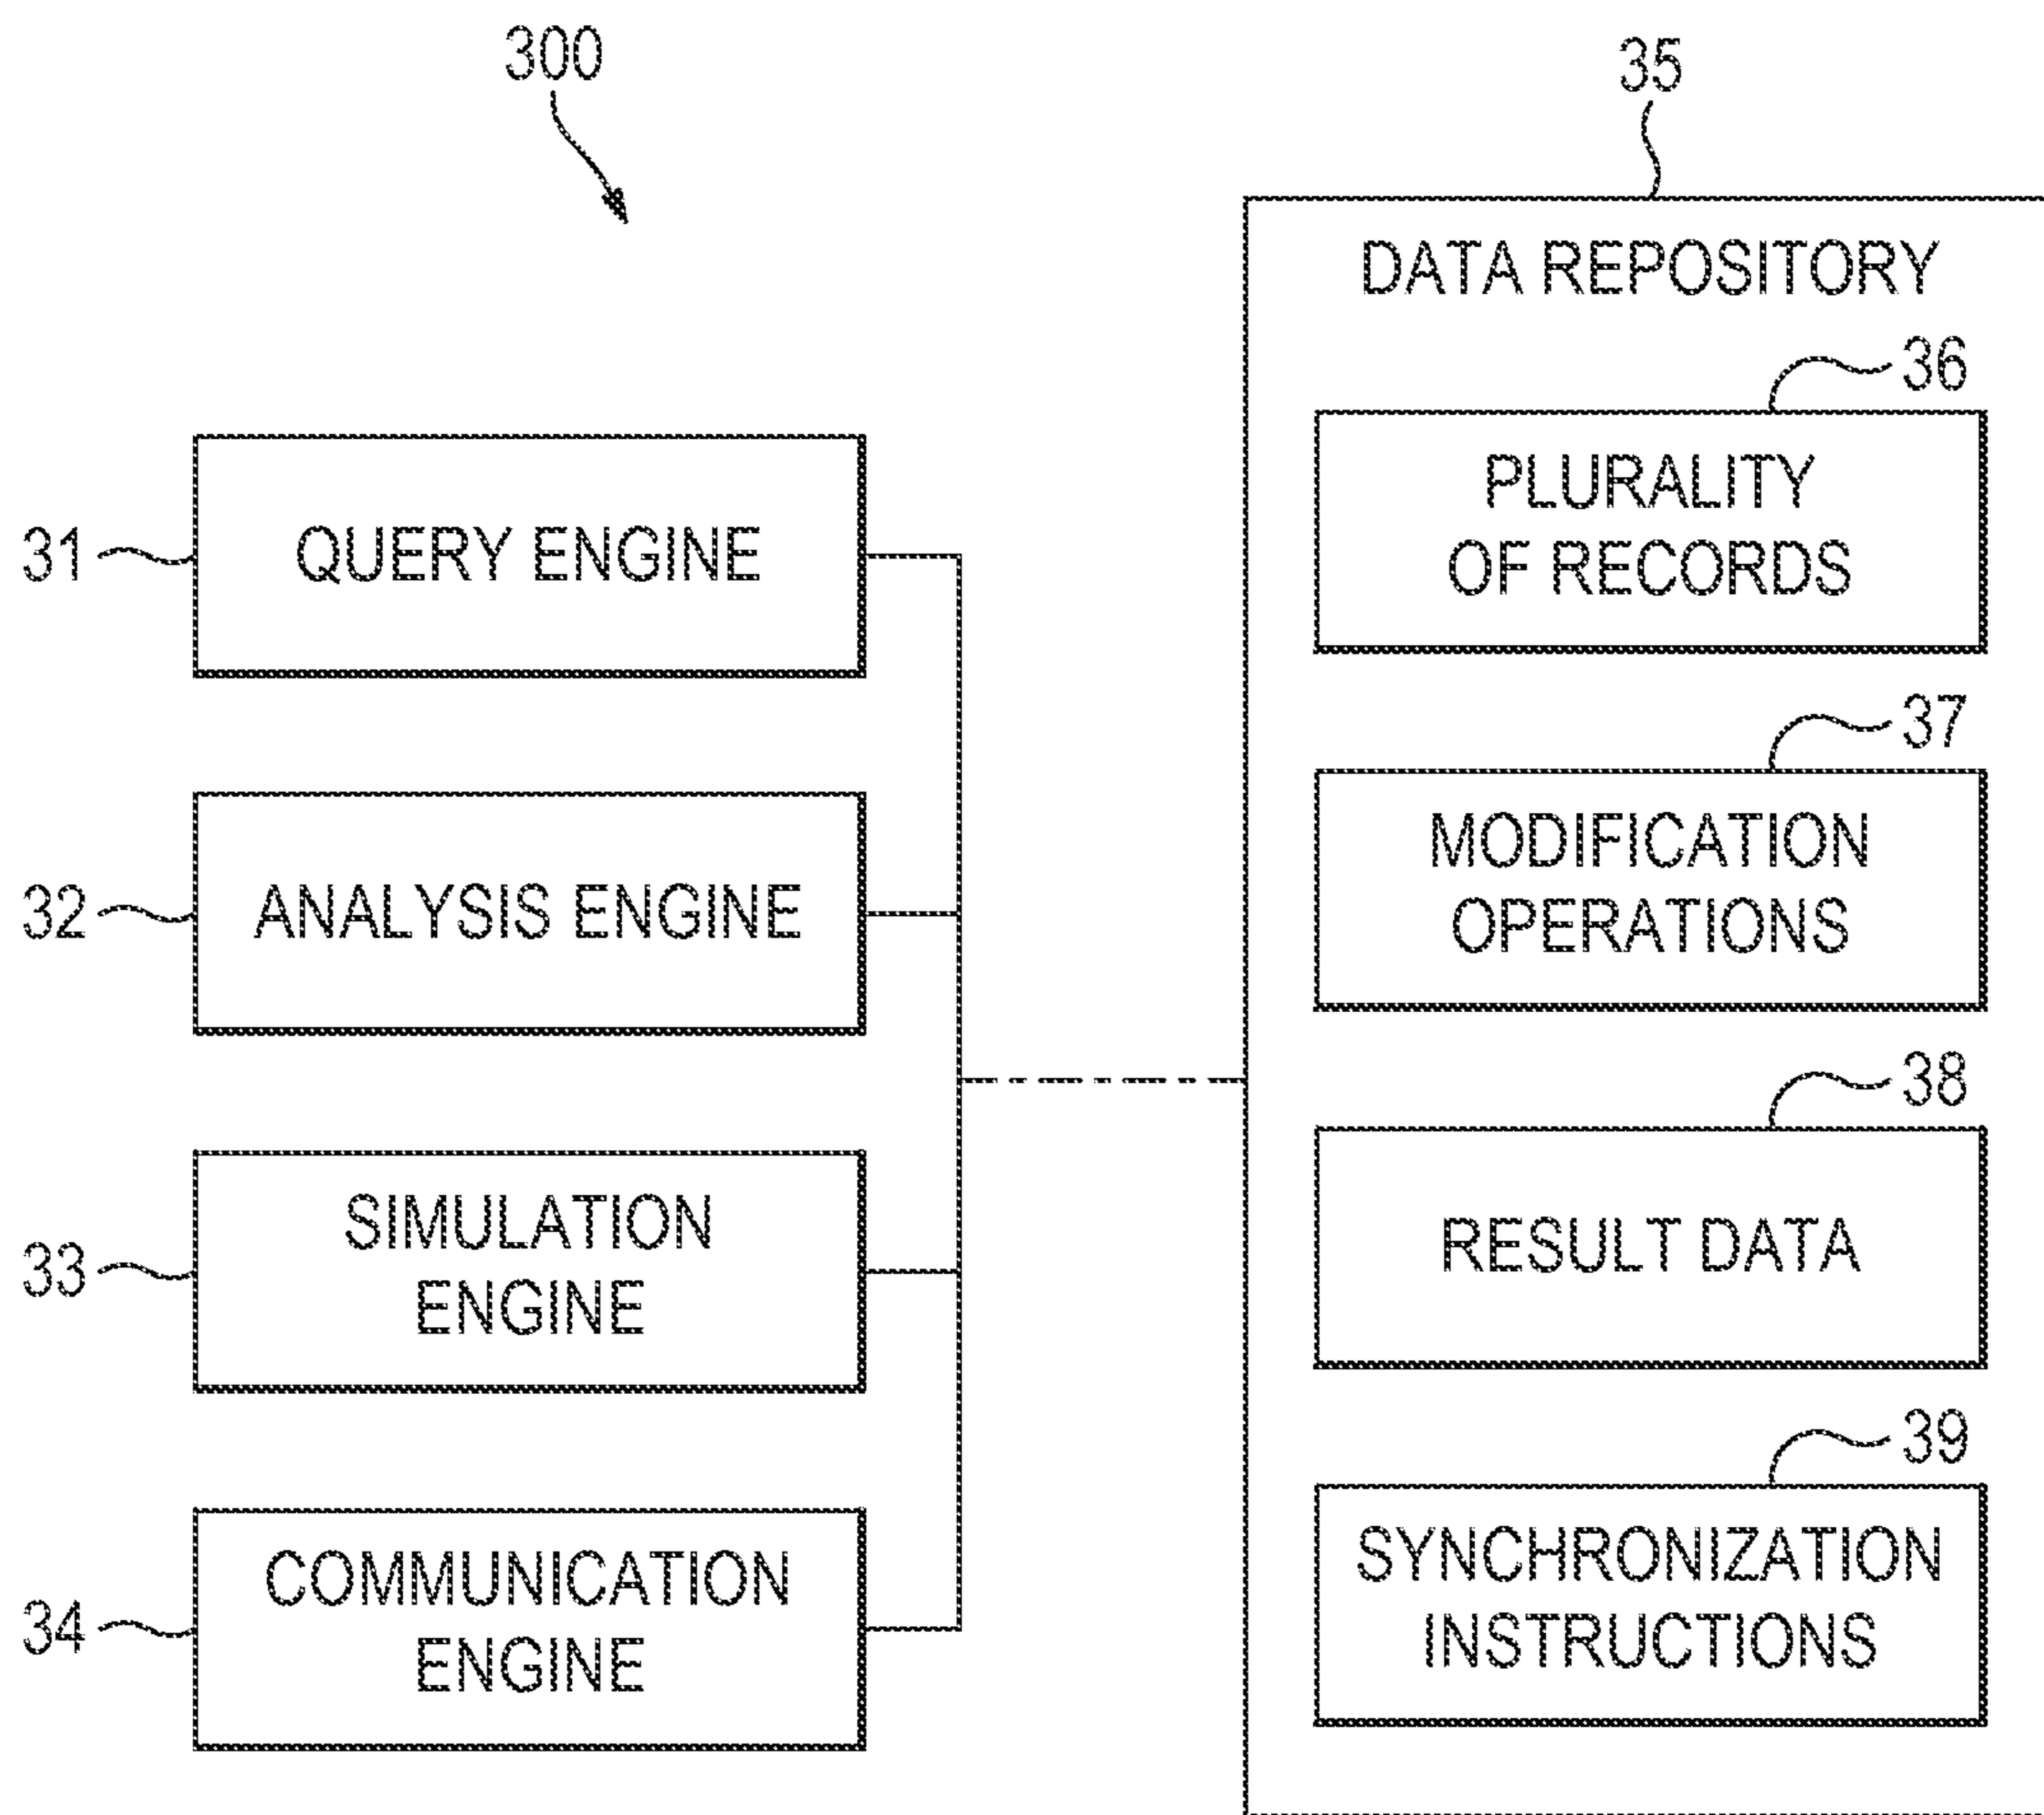 300
35
DATA REPOSITORY
36
PLURALITY
OF RECORDS
31
QUERY ENGINE
37
MODIFICATION
OPERATIONS
32
ANALYSIS ENGINE
38
RESULT DATA
33
SIMULATION
ENGINE
39
SYNCHRONIZATION
INSTRUCTIONS
34
COMMUNICATION
ENGINE